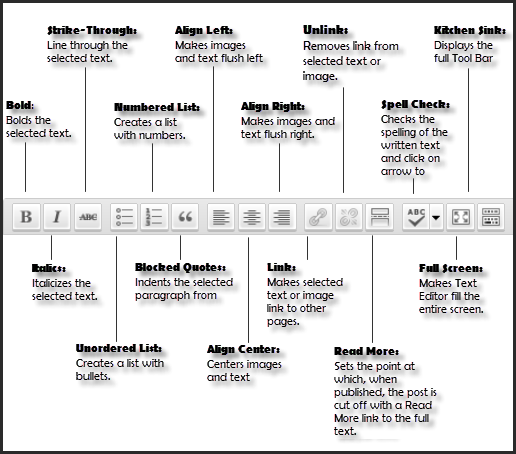 Strike-Through:
Line through the
selected text.
Align Left:
Makes images
and text flush left
Unlink:
Removes link from
selected text or
image.
Kitchen Sink:
Displays the
full Tool Bar
Bold:
Bolds the
selected text.
Numbered List:
Creates a list
with numbers.
Align Right:
Makes images and
text flush right.
Spell Check:
Checks the
spelling of the
written text
and click on
arrow to
B I ABC ABC
Italics:
Italicizes the
selected text.
Blocked Quotes:
Indents the selected
paragraph from
Link:
Makes selected
text or image
link to other
pages.
Full Screen:
Makes Text
Editor fill the
entire screen.
Unordered List:
Creates a list with
bullets.
Align Center:
Centers images
and text
Read More:
Sets the point at
which, when
published, the post is
cut off with a Read
More link to the full
text.